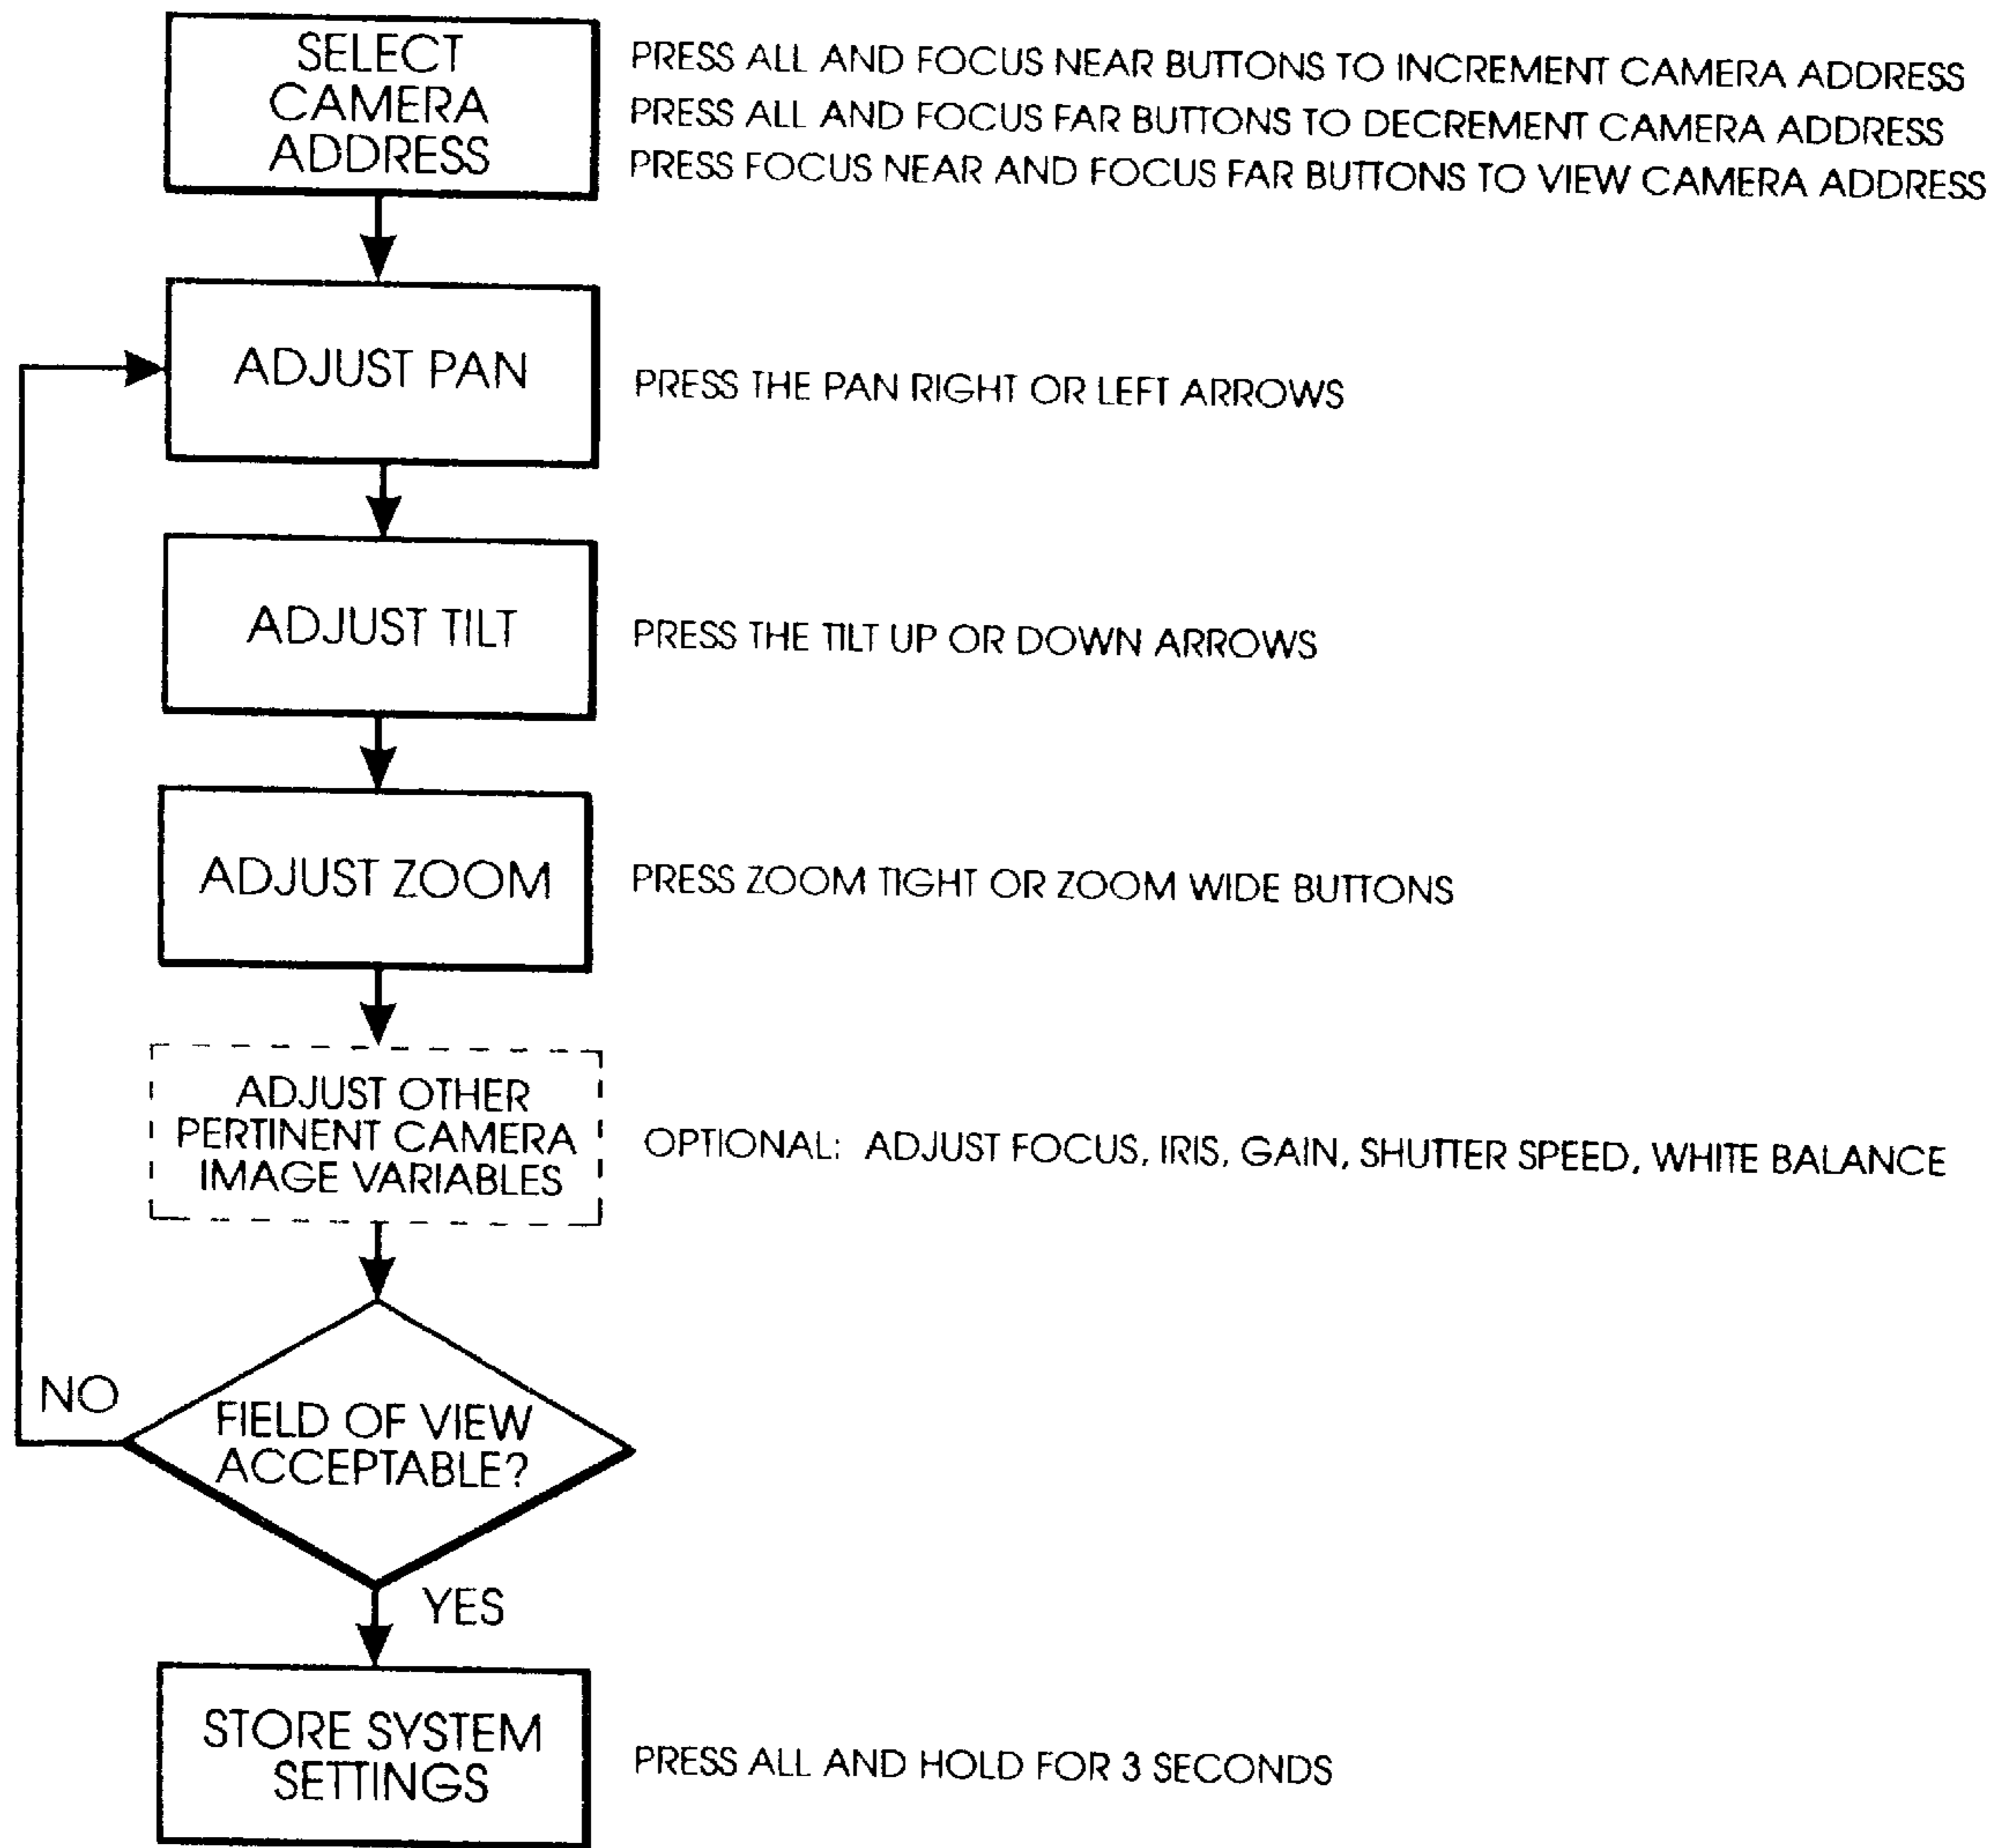 SELECT
CAMERA
ADDRESS
PRESS ALL AND FOCUS NEAR BUTTONS TO INCREMENT CAMERA ADDRESS
PRESS ALL AND FOCUS FAR BUTTONS TO DECREMENT CAMERA ADDRESS
PRESS FOCUS NEAR AND FOCUS FAR BUTTONS TO VIEW CAMERA ADDRESS
ADJUST PAN
PRESS THE PAN RIGHT OR LEFT ARROWS
ADJUST TILT
PRESS THE TILT UP OR DOWN ARROWS
ADJUST ZOOM
PRESS ZOOM TIGHT OR ZOOM WIDE BUTTONS
ADJUST OTHER
PERTINENT CAMERA
IMAGE VARIABLES
OPTIONAL: ADJUST FOCUS, IRIS, GAIN, SHUTTER SPEED, WHITE BALANCE
NO
FIELD OF VIEW
ACCEPTABLE?
YES
STORE SYSTEM
SETTINGS
PRESS ALL AND HOLD FOR 3 SECONDS